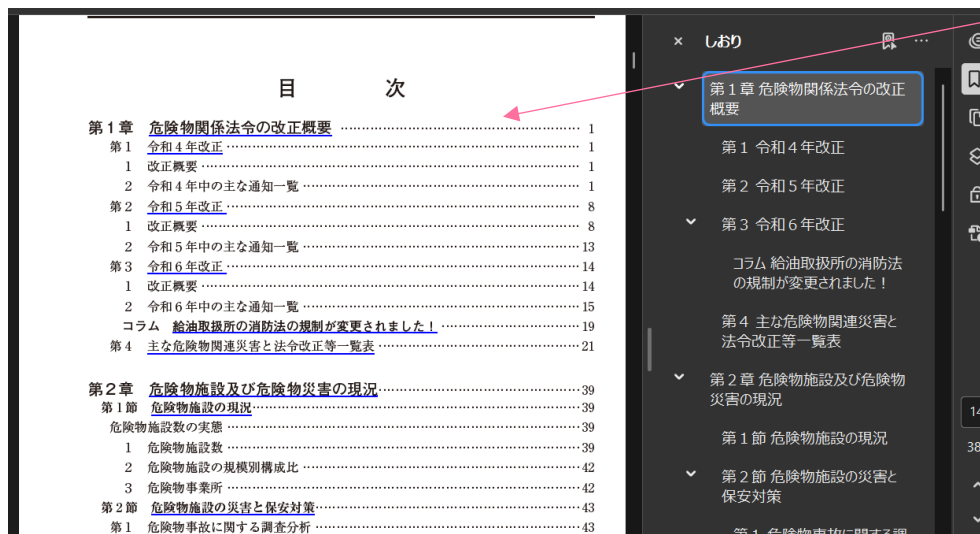 目 次
第1章 危険物関係法令の改正概要 …… 1
第1 令和4年改正 …… 1
1 改正概要 …… 1
2 令和4年中の主な通知一覧 …… 1
第2 令和5年改正 …… 8
1 改正概要 …… 8
2 令和5年中の主な通知一覧 …… 13
第3 令和6年改正 …… 14
1 改正概要 …… 14
2 令和6年中の主な通知一覧 …… 15
コラム 給油取扱所の消防法の規制が変更されました! …… 19
第4 主な危険物関連災害と法令改正等一覧表 …… 21
第2章 危険物施設及び危険物災害の現況 …… 39
第1節 危険物施設の現況 …… 39
危険物施設数の実態 …… 39
1 危険物施設数 …… 39
2 危険物施設の規模別構成比 …… 42
3 危険物事業所 …… 42
第2節 危険物施設の災害と保安対策 …… 43
第1 危険物事故に関する調査分析 …… 43
× しおり …
第1章 危険物関係法令の改正
概要
第1 令和4年改正
第2 令和5年改正
第3 令和6年改正
コラム 給油取扱所の消防法
の規制が変更されました!
第4 主な危険物関連災害と
法令改正等一覧表
第2章 危険物施設及び危険物
災害の現況
第1節 危険物施設の現況
第2節 危険物施設の災害と
保安対策
第1 危険物事故に関する調
14
38